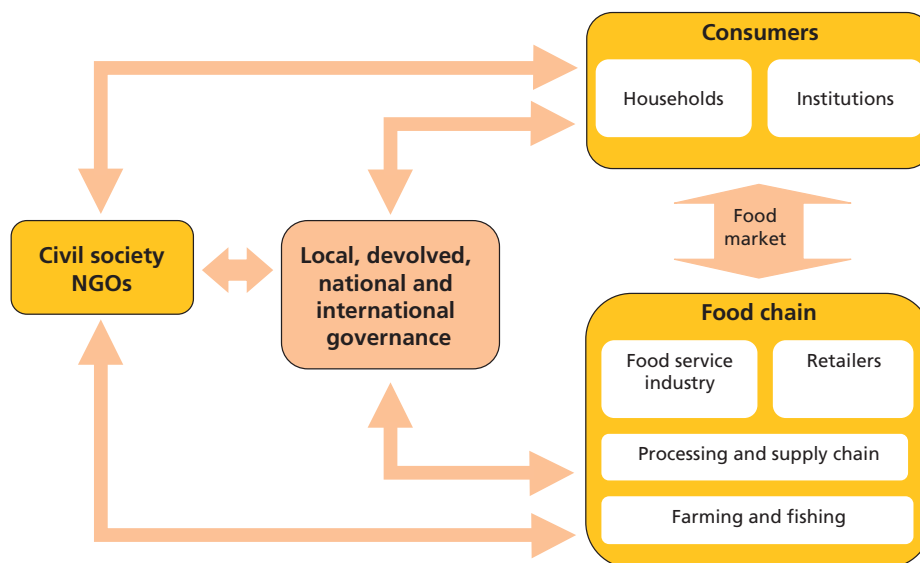 Consumers
Households
Institutions
Food
market
Civil society
NGOs
Local, devolved,
national and
international
governance
Food chain
Food service
industry
Retailers
Processing and supply chain
Farming and fishing